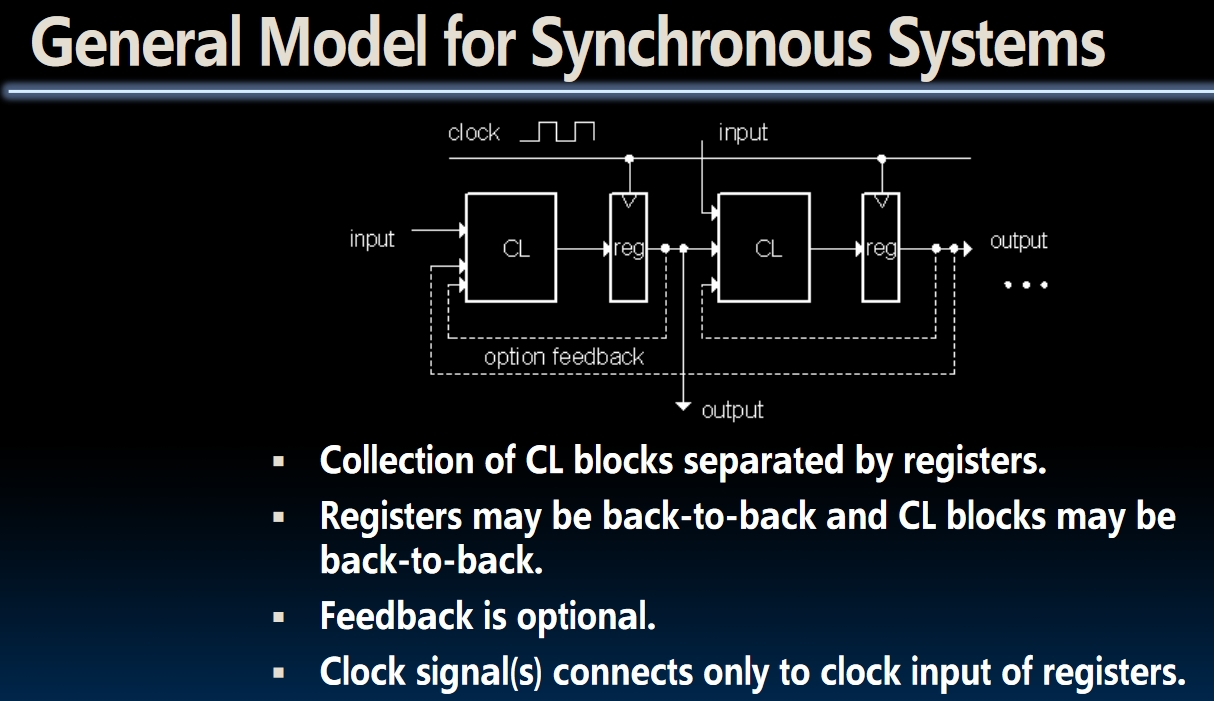 General Model for Synchronous Systems
clock
input
input
CL
reg
CL
reg
output
option feedback
output
▪ Collection of CL blocks separated by registers.
▪ Registers may be back-to-back and CL blocks may be
back-to-back.
▪ Feedback is optional.
▪ Clock signal(s) connects only to clock input of registers.